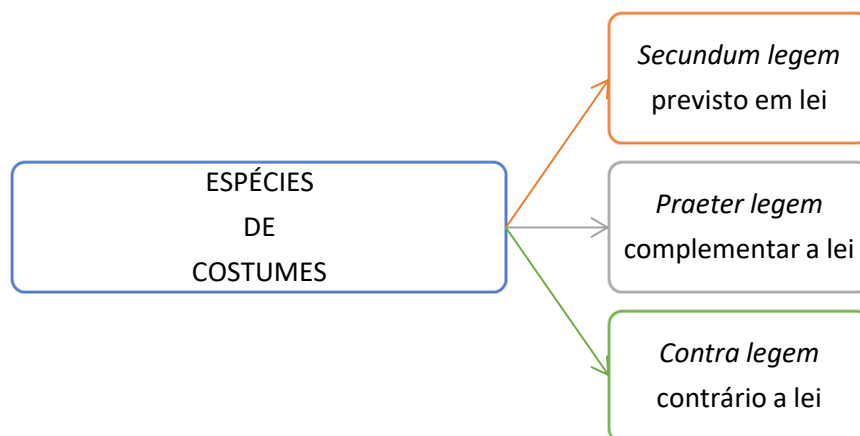 ESPÉCIES
DE
COSTUMES
Secundum legem
previsto em lei
Praeter legem
complementar a lei
Contra legem
contrário a lei